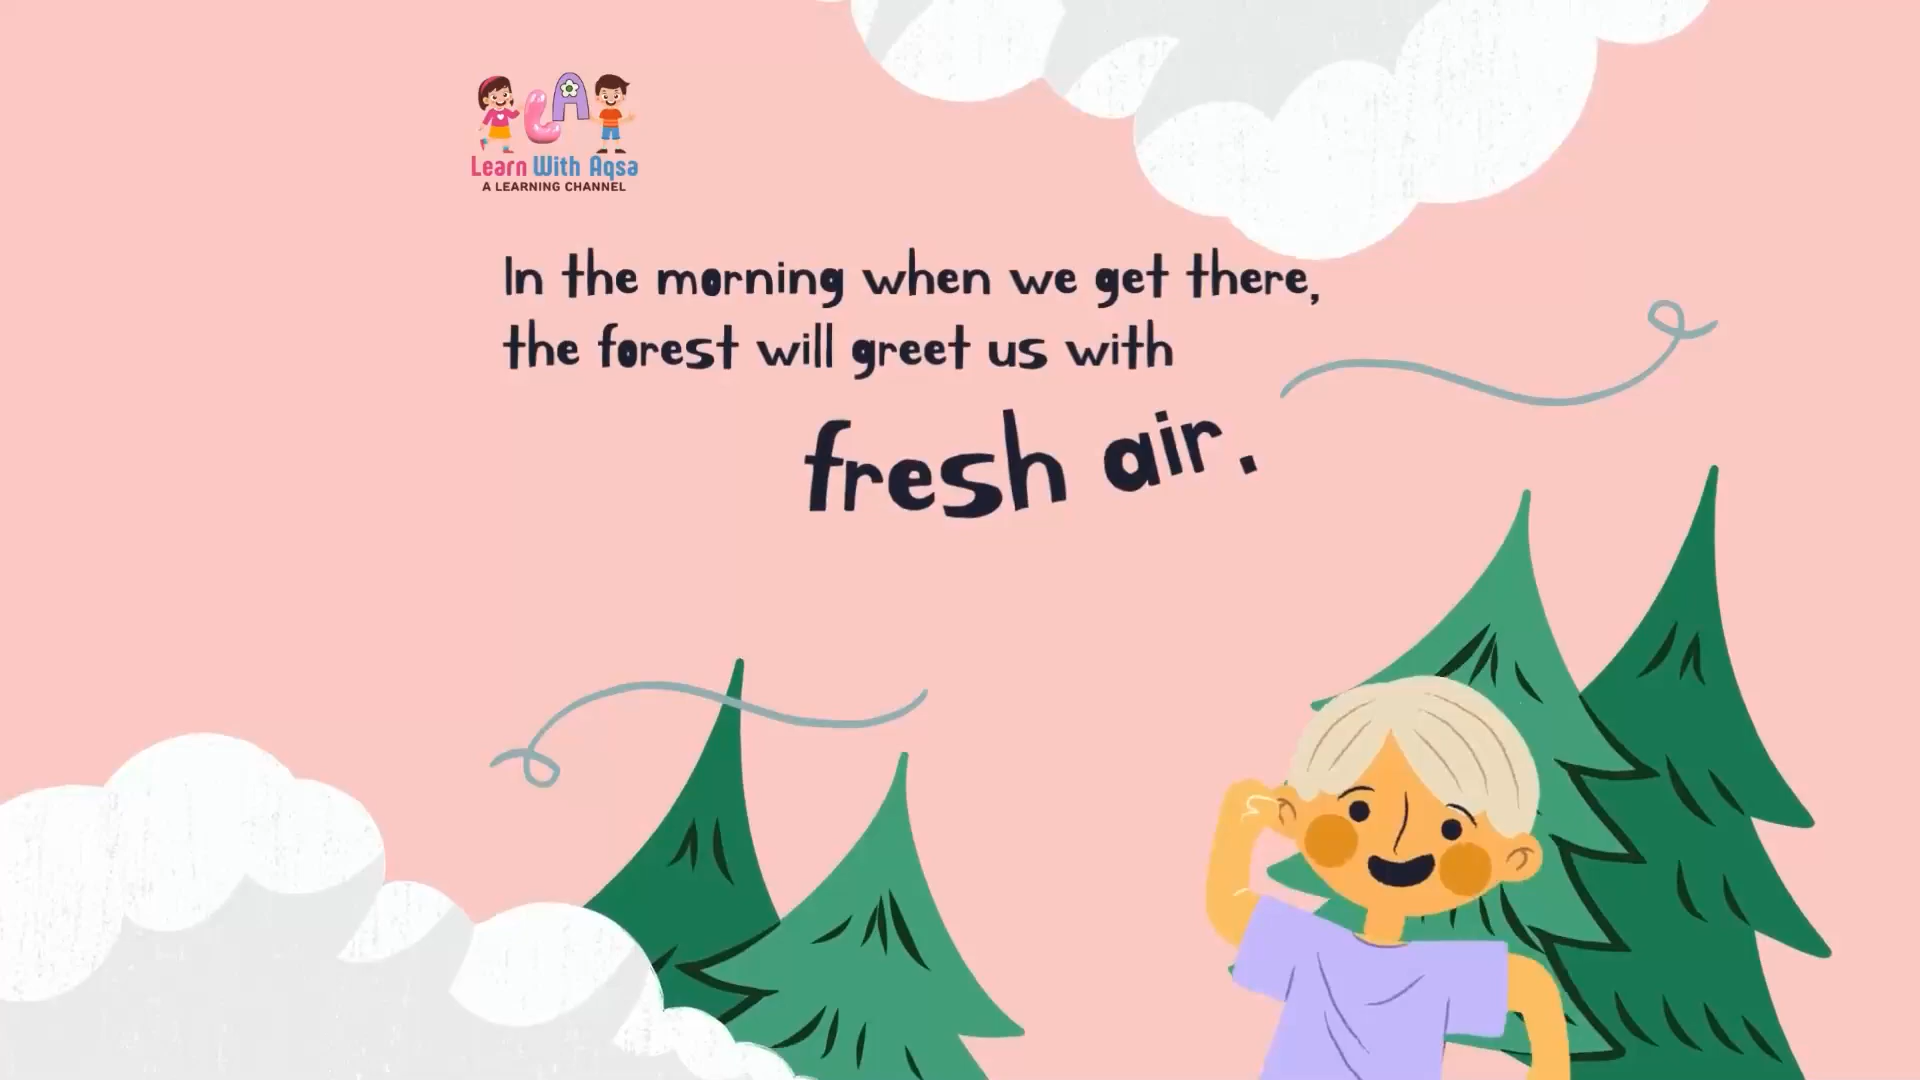 LA
Learn With Aqsa
A LEARNING CHANNEL
In the morning when we get there,
the forest will greet us with
fresh air.